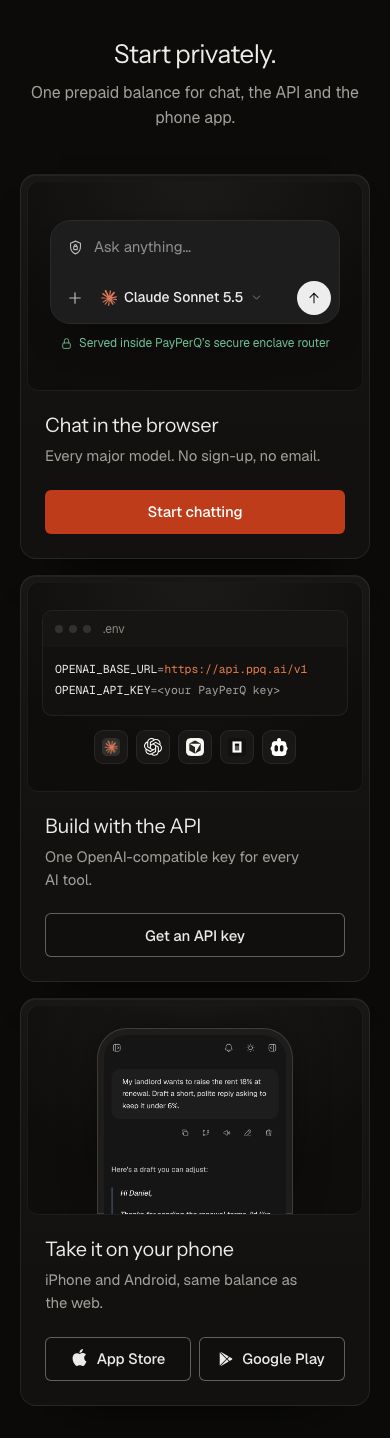 Start privately.
One prepaid balance for chat, the API and the
phone app.
Ask anything...
Claude Sonnet 5.5
Served inside PayPerQ's secure enclave router
Chat in the browser
Every major model. No sign-up, no email.
Start chatting
.env
OPENAI_BASE_URL=https://api.ppq.ai/v1
OPENAI_API_KEY=<your PayPerQ key>
Build with the API
One OpenAI-compatible key for every
AI tool.
Get an API key
My landlord wants to raise the rent 18% at
renewal. Draft a short, polite reply asking to
keep it under 6%.
Here's a draft you can adjust:
Hi Daniel,
Take it on your phone
iPhone and Android, same balance as
the web.
App Store
Google Play